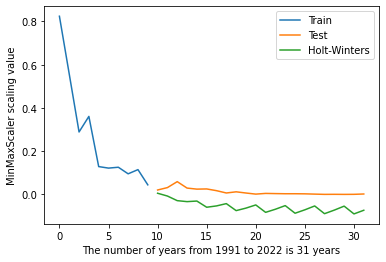 Train
Test
Holt-Winters
MinMaxScaler scaling value
0.8
0.6
0.4
0.2
0.0
0 5 10 15 20 25 30
The number of years from 1991 to 2022 is 31 years